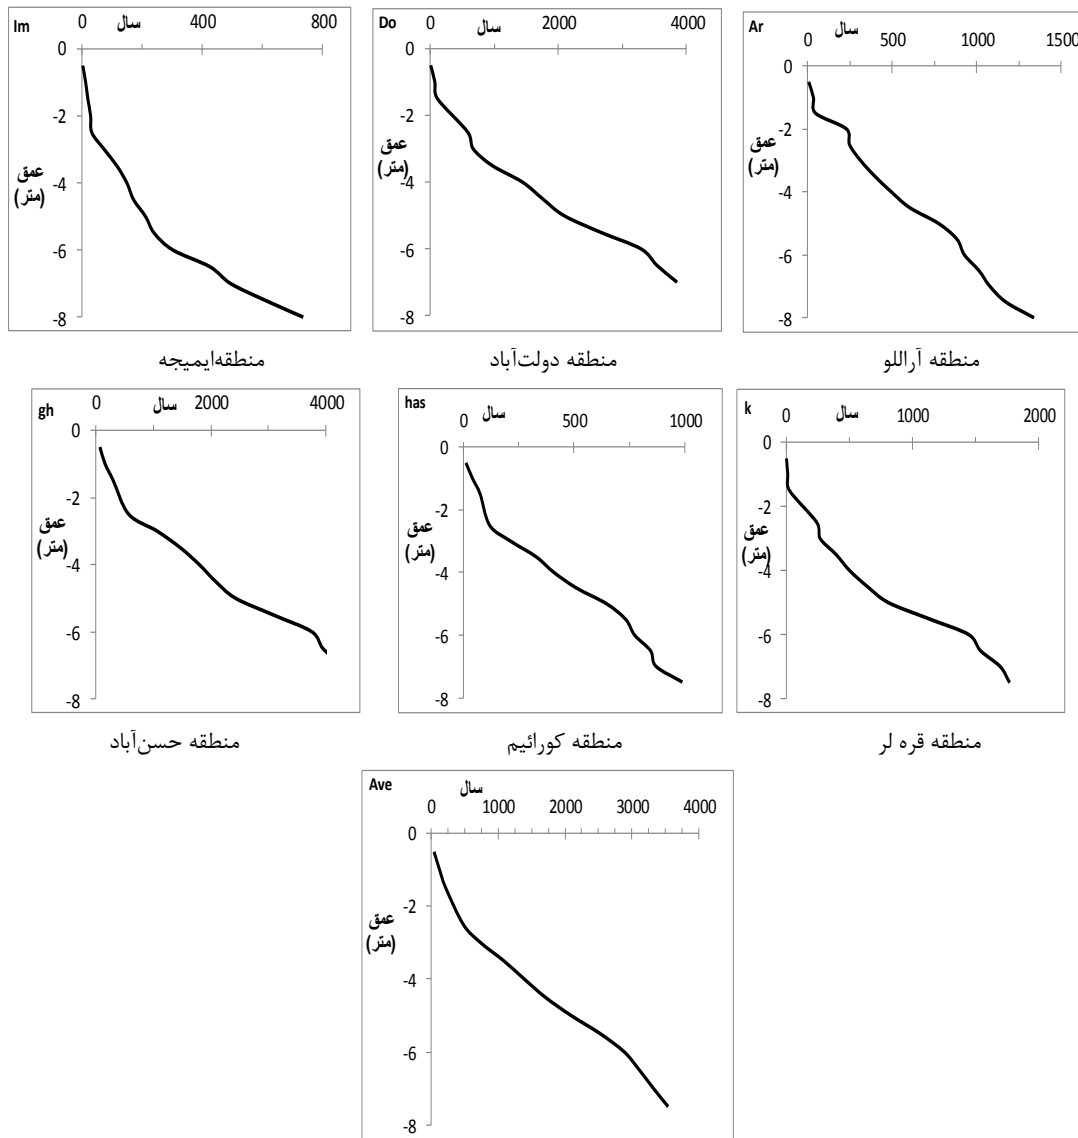 Im
سال
0 400 800
0
-2
-4
-6
-8
عمق
(متر)
Do
سال
0 2000 4000
0
-2
-4
-6
-8
عمق
(متر)
Ar
سال
0 500 1000 1500
0
-2
-4
-6
-8
عمق
(متر)
منطقهایمیجه
منطقه دولت‌آباد
منطقه آراللو
gh
سال
0 2000 4000
0
-2
-4
-6
-8
عمق
(متر)
has
سال
0 500 1000
0
-2
-4
-6
-8
عمق
(متر)
k
سال
0 1000 2000
0
-2
-4
-6
-8
عمق
(متر)
منطقه حسن‌آباد
منطقه کورائیم
منطقه قره لر
Ave
سال
0 1000 2000 3000 4000
0
-2
-4
-6
-8
عمق
(متر)